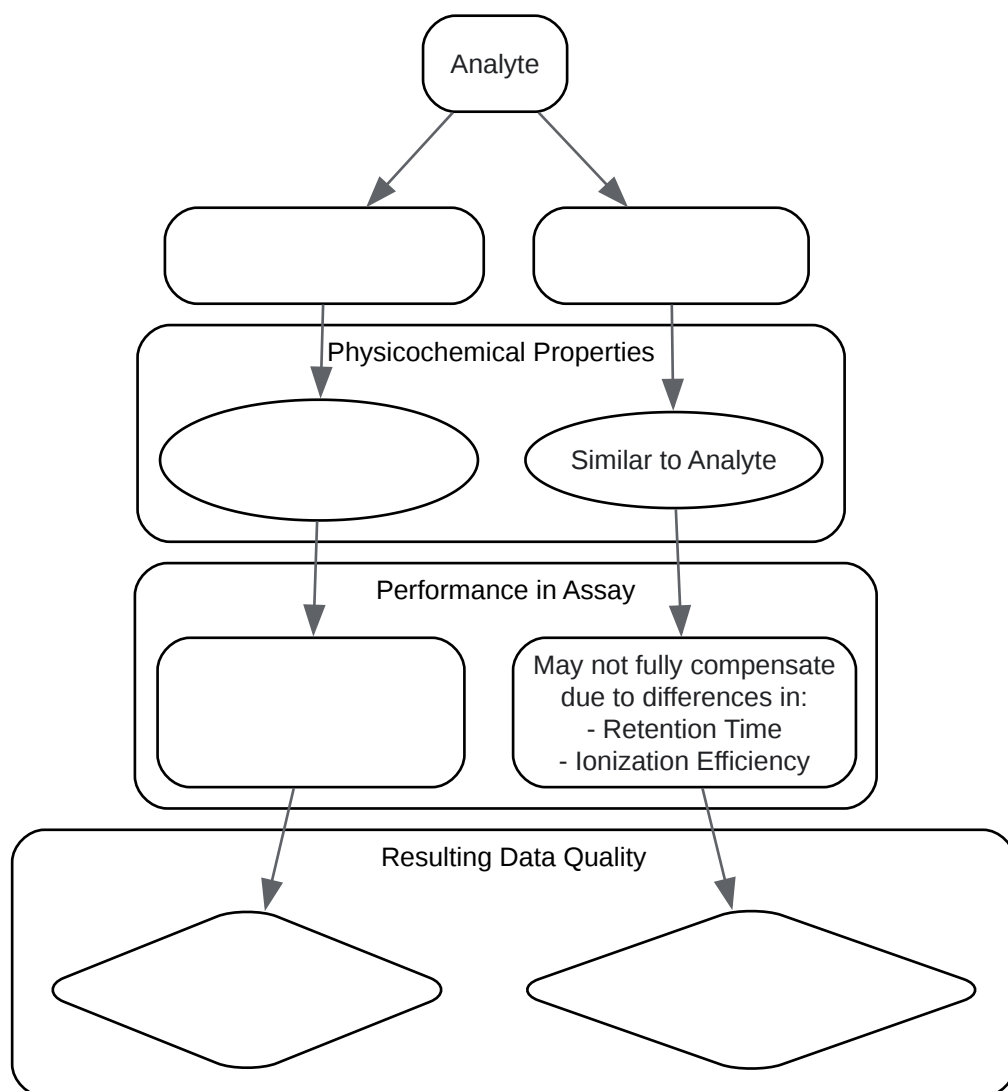 Analyte
Physicochemical Properties
Similar to Analyte
Performance in Assay
May not fully compensate
due to differences in:
- Retention Time
- Ionization Efficiency
Resulting Data Quality